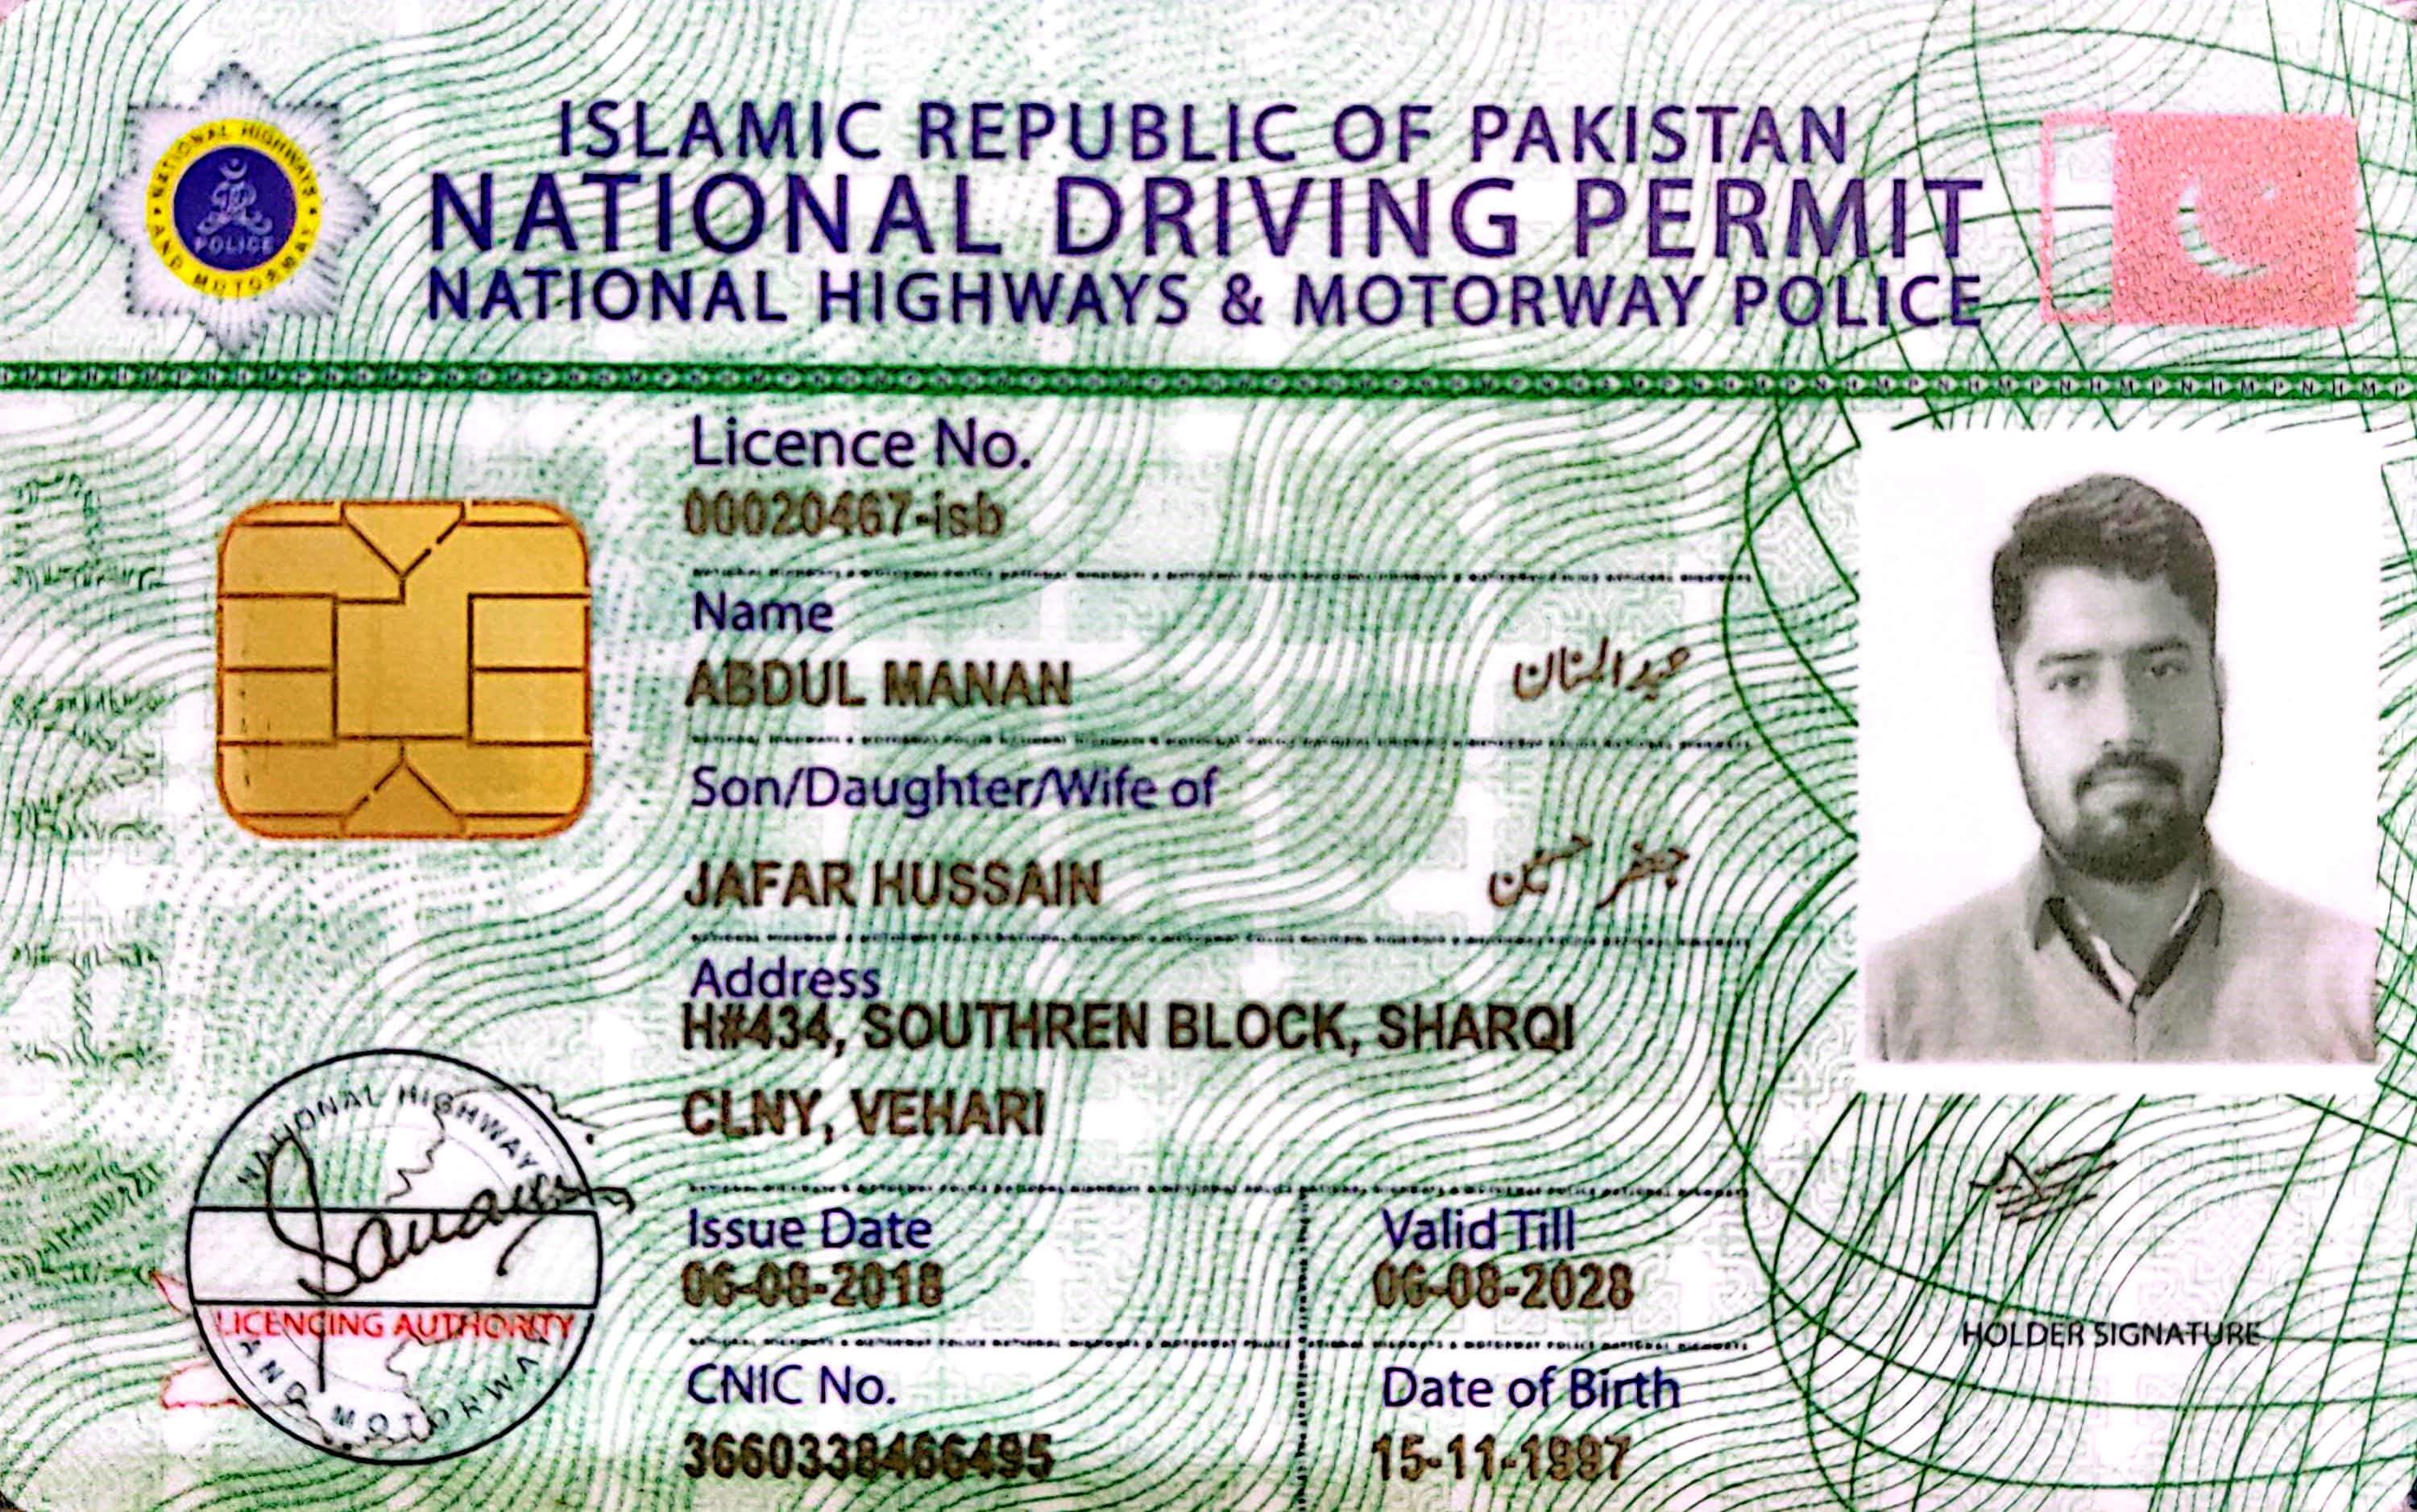 ISLAMIC REPUBLIC OF PAKISTAN
NATIONAL DRIVING PERMIT
NATIONAL HIGHWAYS & MOTORWAY POLICE
NATIONAL HIGHWAYS AND MOTORWAY
POLICE
Licence No.
00020467-isb
Name
ABDUL MANAN عبدالمنان
Son/Daughter/Wife of
JAFAR HUSSAIN جعفر حسین
Address
H#434, SOUTHREN BLOCK, SHARQI
CLNY, VEHARI
Issue Date Valid Till
06-08-2018 06-08-2028
CNIC No. Date of Birth
3660338466495 15-11-1997
NATIONAL HIGHWAYS
LICENCING AUTHORITY
AND MOTORWAY
HOLDER SIGNATURE